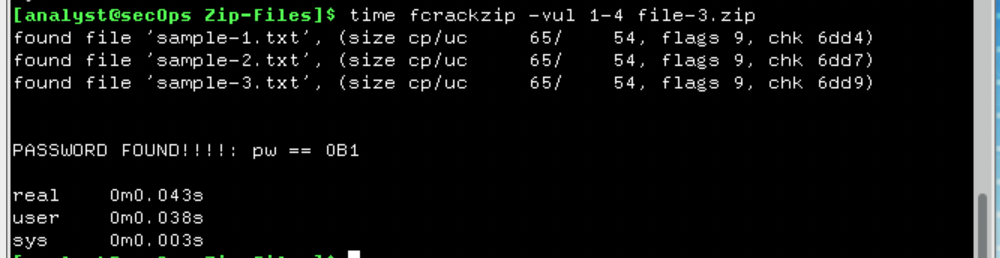 [analyst@secOps Zip-Files]$ time fcrackzip -vul 1-4 file-3.zip
found file 'sample-1.txt', (size cp/uc     65/    54, flags 9, chk 6dd4)
found file 'sample-2.txt', (size cp/uc     65/    54, flags 9, chk 6dd7)
found file 'sample-3.txt', (size cp/uc     65/    54, flags 9, chk 6dd9)
PASSWORD FOUND!!!!: pw == 0B1
real    0m0.043s
user    0m0.038s
sys     0m0.003s